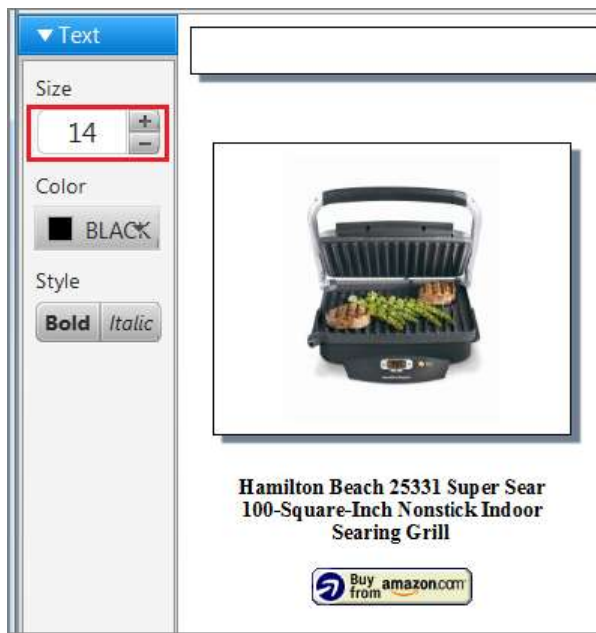 Text
Size
14
+
−
Color
BLACK
Style
Bold Italic
Hamilton Beach 25331 Super Sear
100-Square-Inch Nonstick Indoor
Searing Grill
Buy
from amazon.com